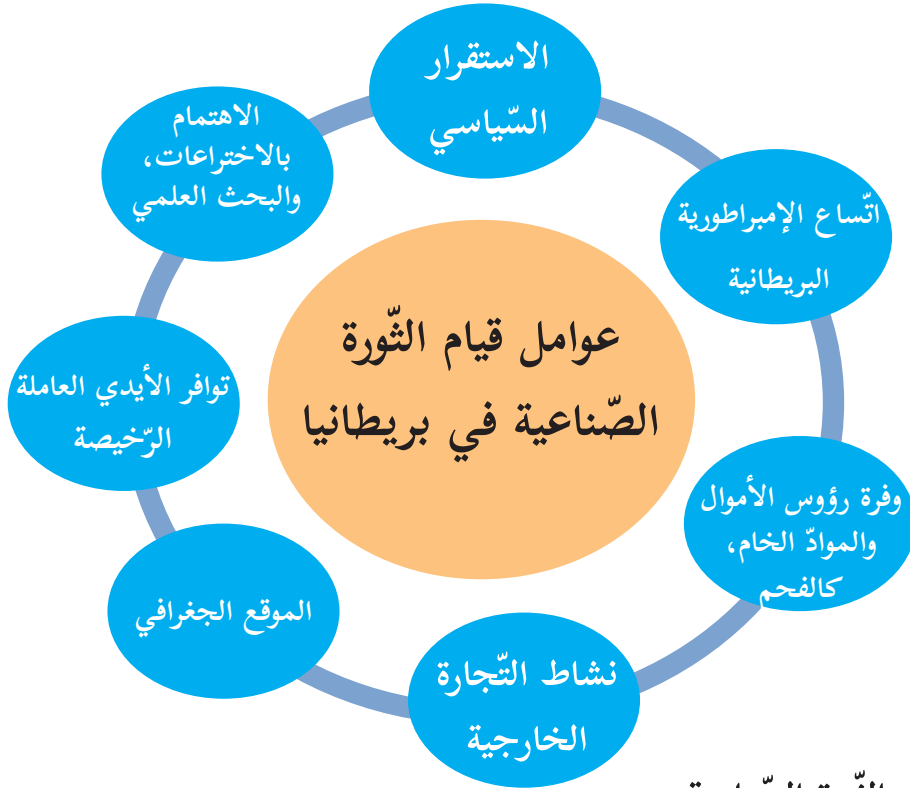 عوامل قيام الثّورة
الصّناعية في بريطانيا
الاستقرار
السّياسي
اتّساع الإمبراطورية
البريطانية
وفرة رؤوس الأموال
والموادّ الخام،
كالفحم
نشاط التّجارة
الخارجية
الموقع الجغرافي
توافر الأيدي العاملة
الرّخيصة
الاهتمام
بالاختراعات،
والبحث العلمي